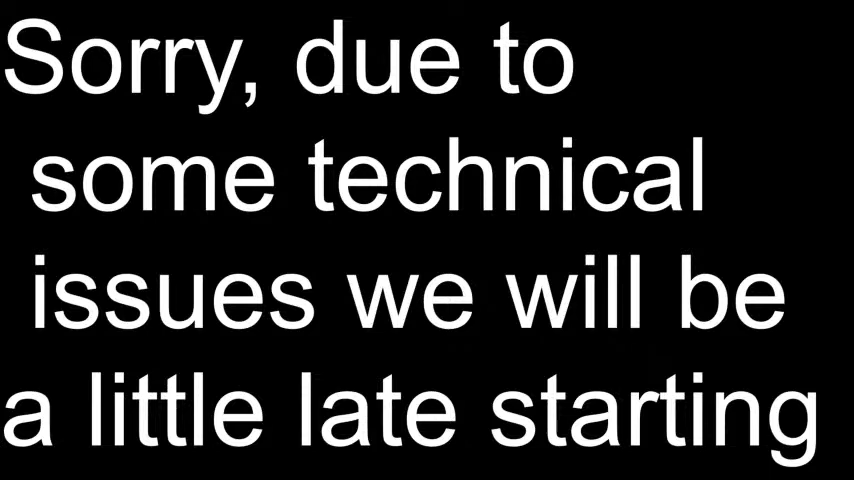 Sorry, due to
some technical
issues we will be
a little late starting